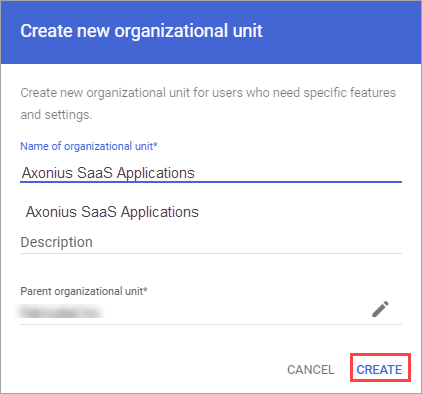 Create new organizational unit
Create new organizational unit for users who need specific features
and settings.
Name of organizational unit*
Axonius SaaS Applications
Axonius SaaS Applications
Description
Parent organizational unit*
CANCEL
CREATE